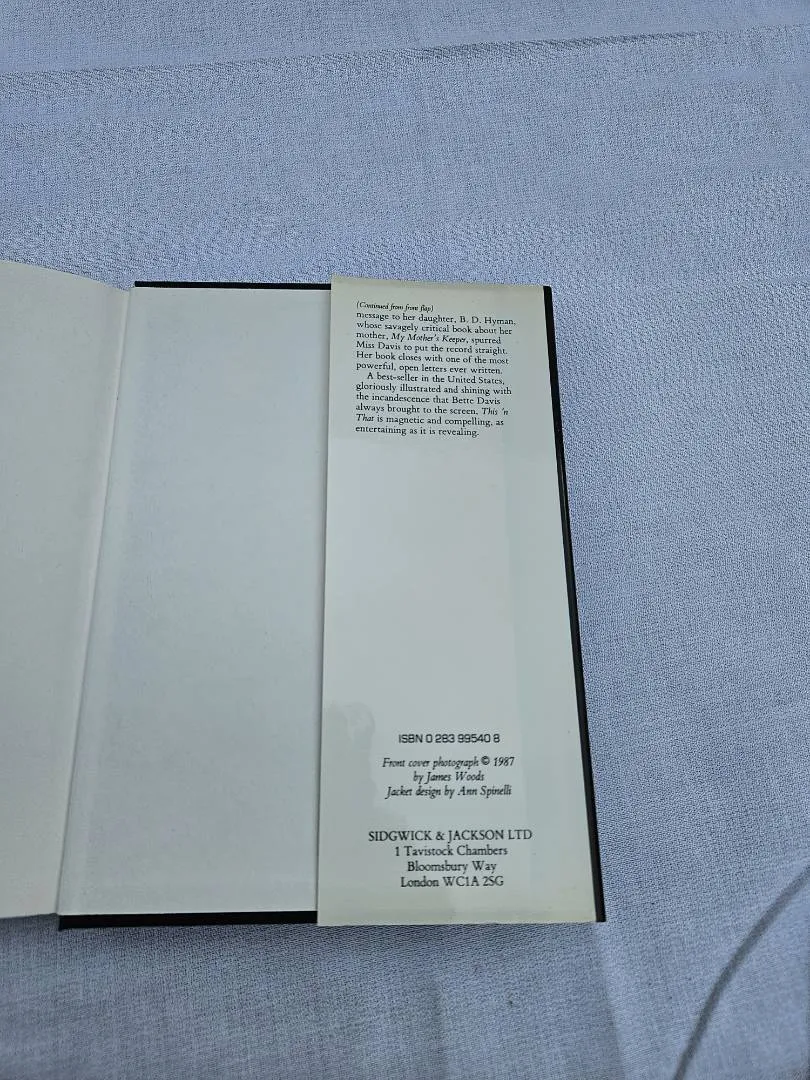 (Continued from front flap)
message to her daughter, B. D. Hyman,
whose savagely critical book about her
mother, My Mother's Keeper, spurred
Miss Davis to put the record straight.
Her book closes with one of the most
powerful, open letters ever written.
A best-seller in the United States,
gloriously illustrated and shining with
the incandescence that Bette Davis
always brought to the screen, This 'n
That is magnetic and compelling, as
entertaining as it is revealing.
ISBN 0 283 99540 8
Front cover photograph © 1987
by James Woods
Jacket design by Ann Spinelli
SIDGWICK & JACKSON LTD
1 Tavistock Chambers
Bloomsbury Way
London WC1A 2SG